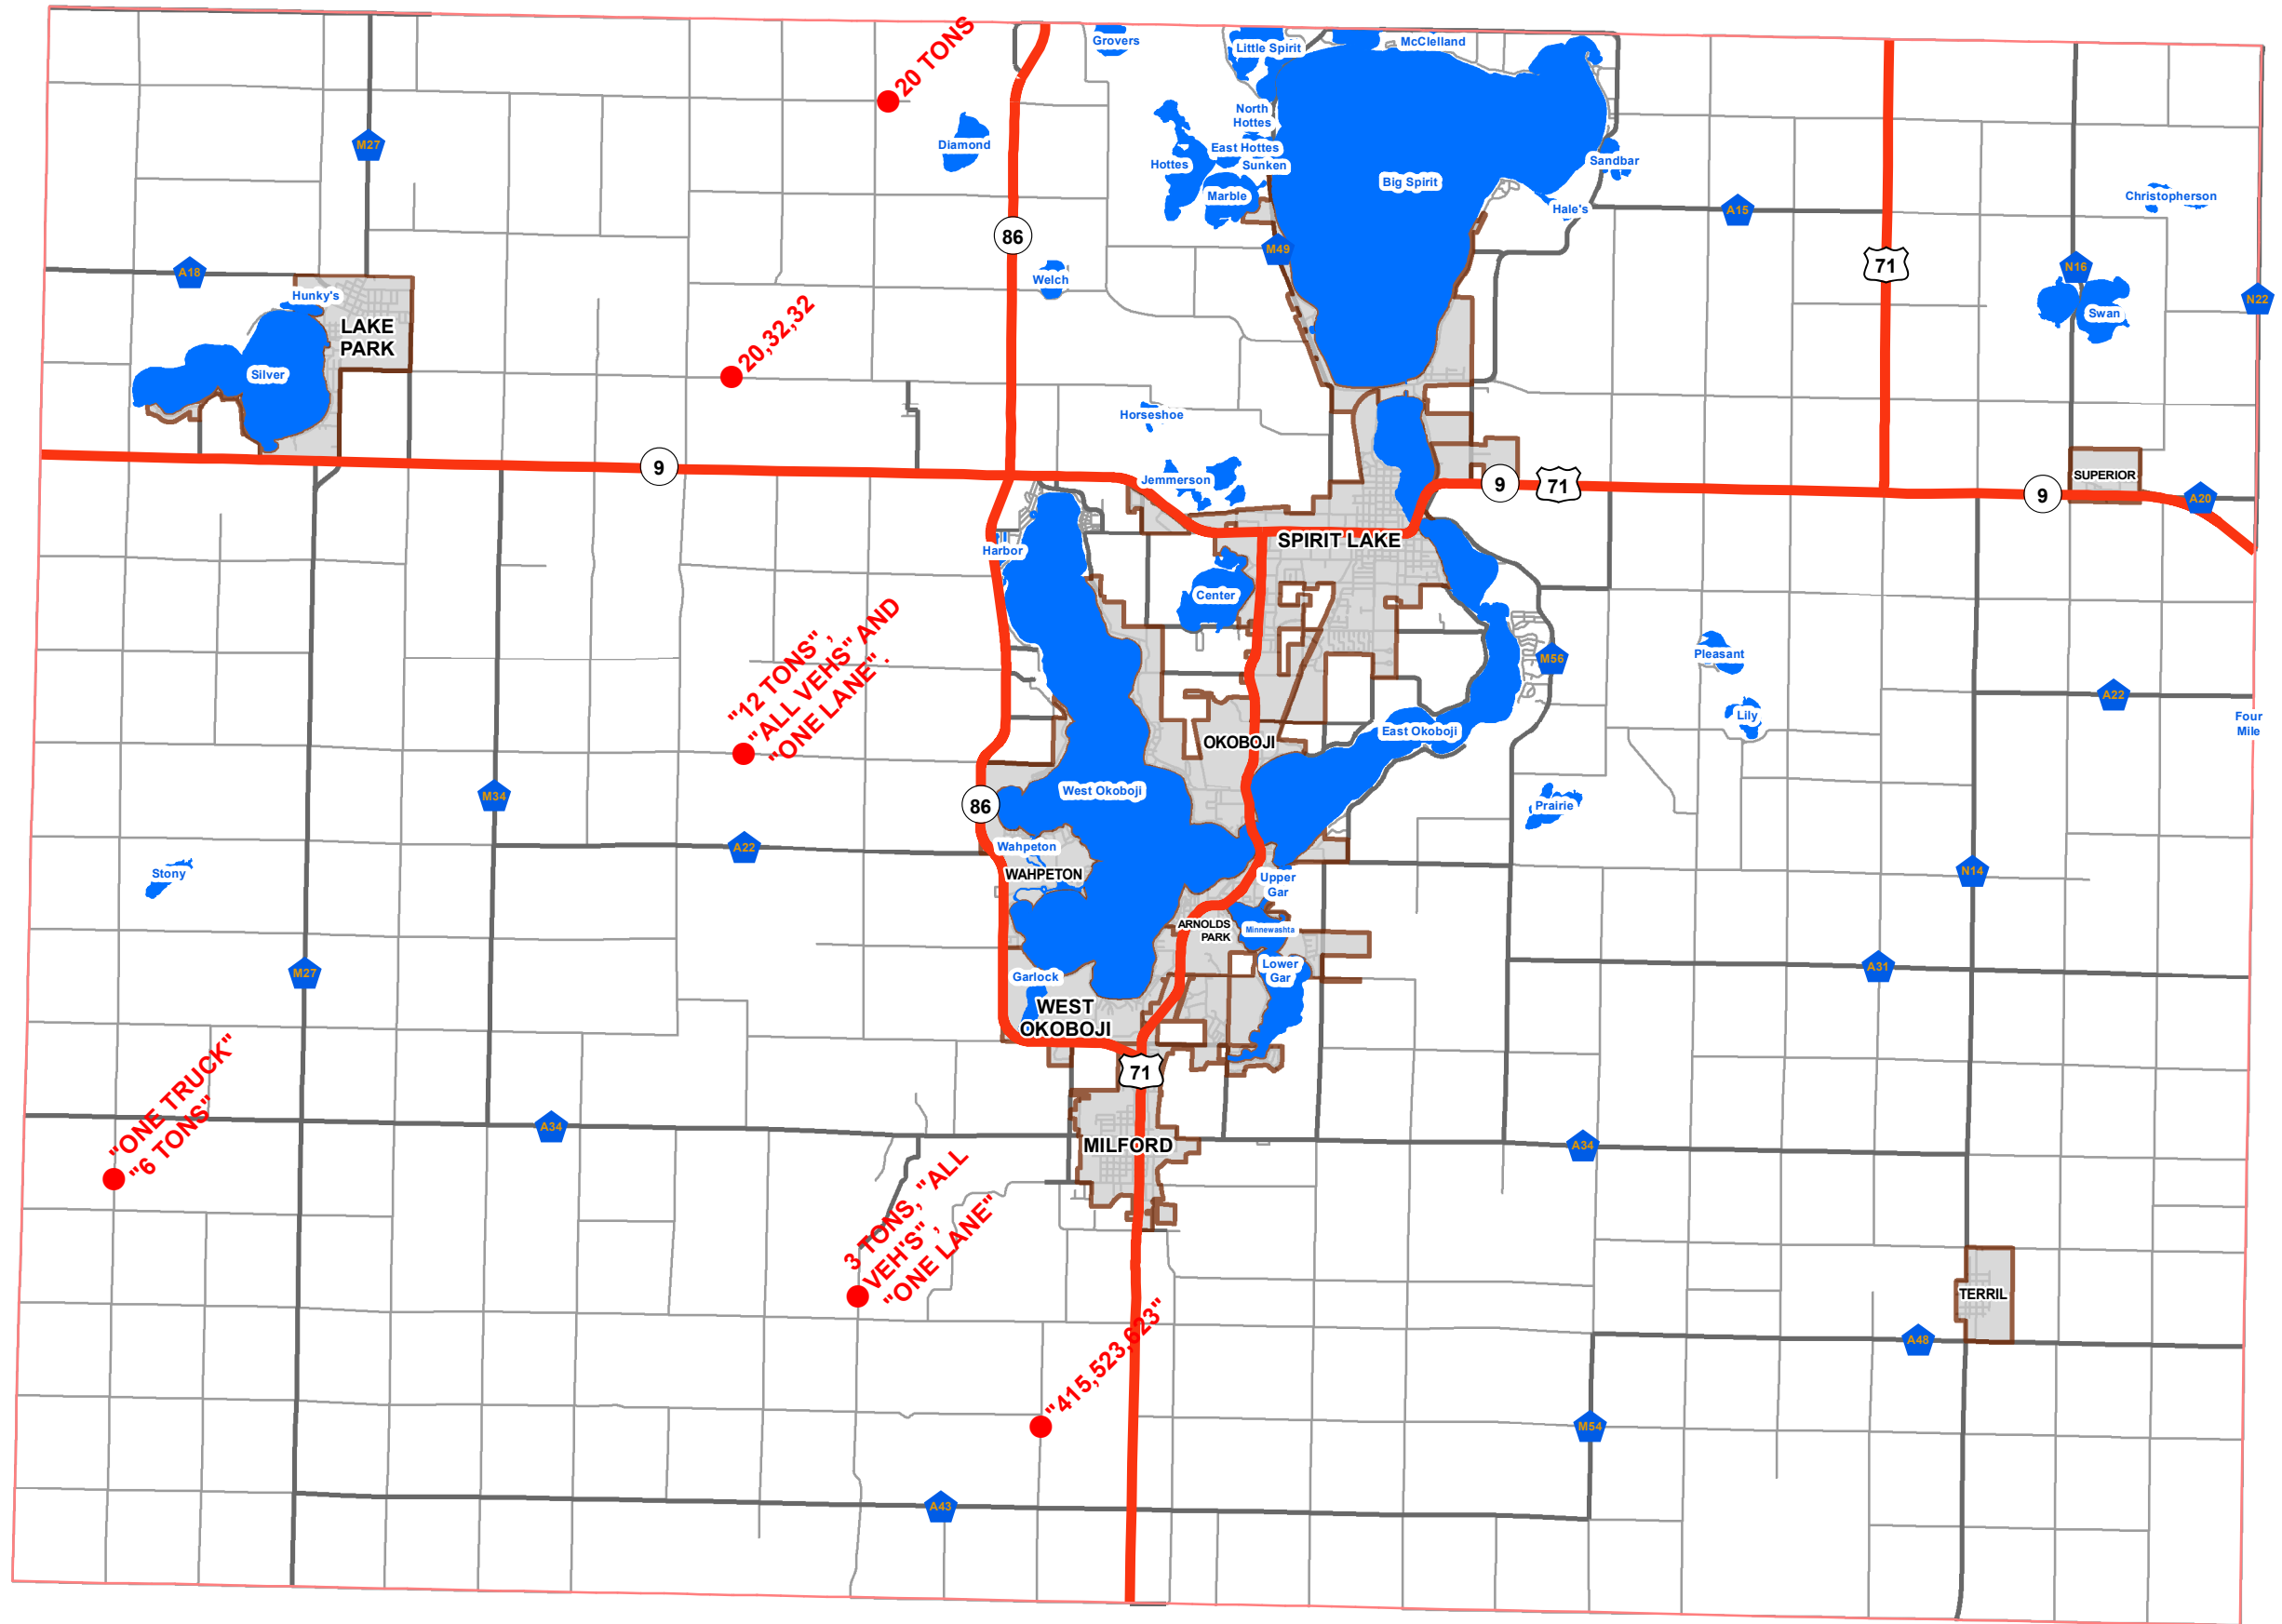 20 TONS
Grovers
Little Spirit
McClelland
North
Hottes
M27
Diamond
East Hottes
Hottes
Sunken
Sandbar
Marble
Big Spirit
Christopherson
Hale's
A15
86
M49
71
N16
A18
Welch
Hunky's
N22
Swan
LAKE
PARK
20,32,32
Silver
Horseshoe
9
Jemmerson
9
71
SUPERIOR
9
A20
SPIRIT LAKE
Harbor
Center
"12 TONS",
"ALL VEHS" AND
"ONE LANE".
Pleasant
M56
A22
Lily
Four
Mile
East Okoboji
OKOBOJI
West Okoboji
M34
86
Prairie
A22
Wahpeton
Stony
WAHPETON
N14
Upper
Gar
ARNOLDS
PARK
Minnewashta
Lower
Gar
A31
M27
Garlock
WEST
OKOBOJI
71
"ONE TRUCK"
"6 TONS"
A34
MILFORD
A34
3 TONS, "ALL
VEH'S",
"ONE LANE"
TERRIL
A48
"415,523,623"
M54
A43